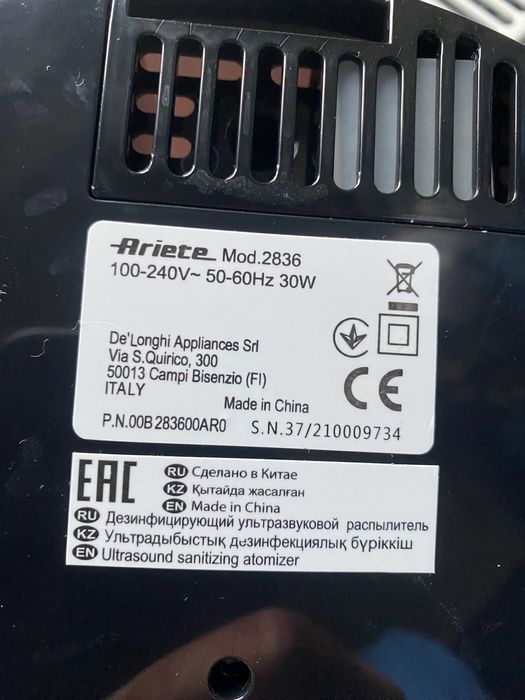 Ariete Mod.2836
100-240V~ 50-60Hz 30W
De'Longhi Appliances Srl
Via S.Quirico, 300
50013 Campi Bisenzio (FI)
ITALY
Made in China
P.N.00B283600AR0 S.N.37/210009734
CE
EAC
RU Сделано в Китае
KZ Қытайда жасалған
EN Made in China
RU Дезинфицирующий ультразвуковой распылитель
KZ Ультрадыбыстық дезинфекциялық бүріккіш
EN Ultrasound sanitizing atomizer